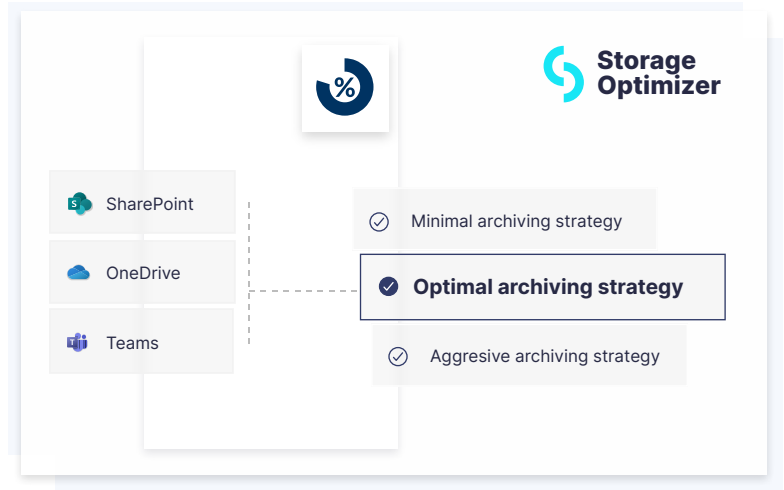 %
Storage
Optimizer
SharePoint
OneDrive
Teams
Minimal archiving strategy
Optimal archiving strategy
Aggresive archiving strategy